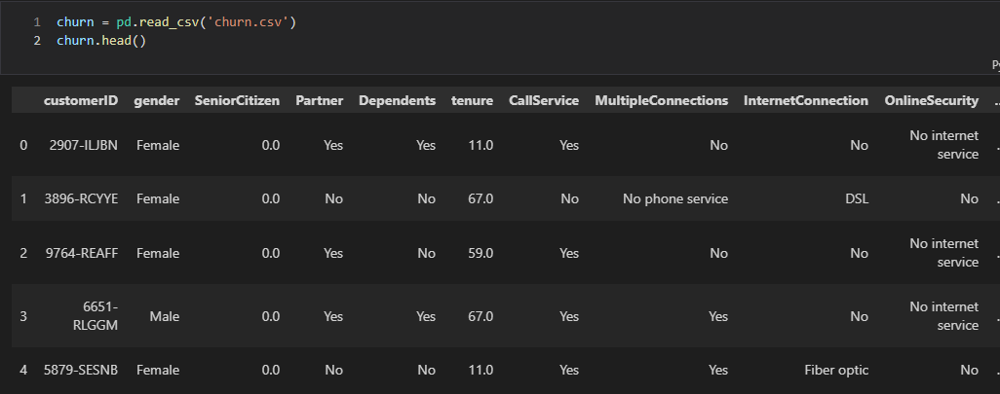 1 churn = pd.read_csv('churn.csv')
2 churn.head()
customerID gender SeniorCitizen Partner Dependents tenure CallService MultipleConnections InternetConnection OnlineSecurity ..
0 2907-ILJBN Female 0.0 Yes Yes 11.0 Yes No No No internet
service
1 3896-RCYYE Female 0.0 No No 67.0 No No phone service DSL No
2 9764-REAFF Female 0.0 Yes No 59.0 Yes No No No internet
service
3 6651-
RLGGM Male 0.0 Yes Yes 67.0 Yes Yes No No internet
service
4 5879-SESNB Female 0.0 No No 11.0 Yes Yes Fiber optic No